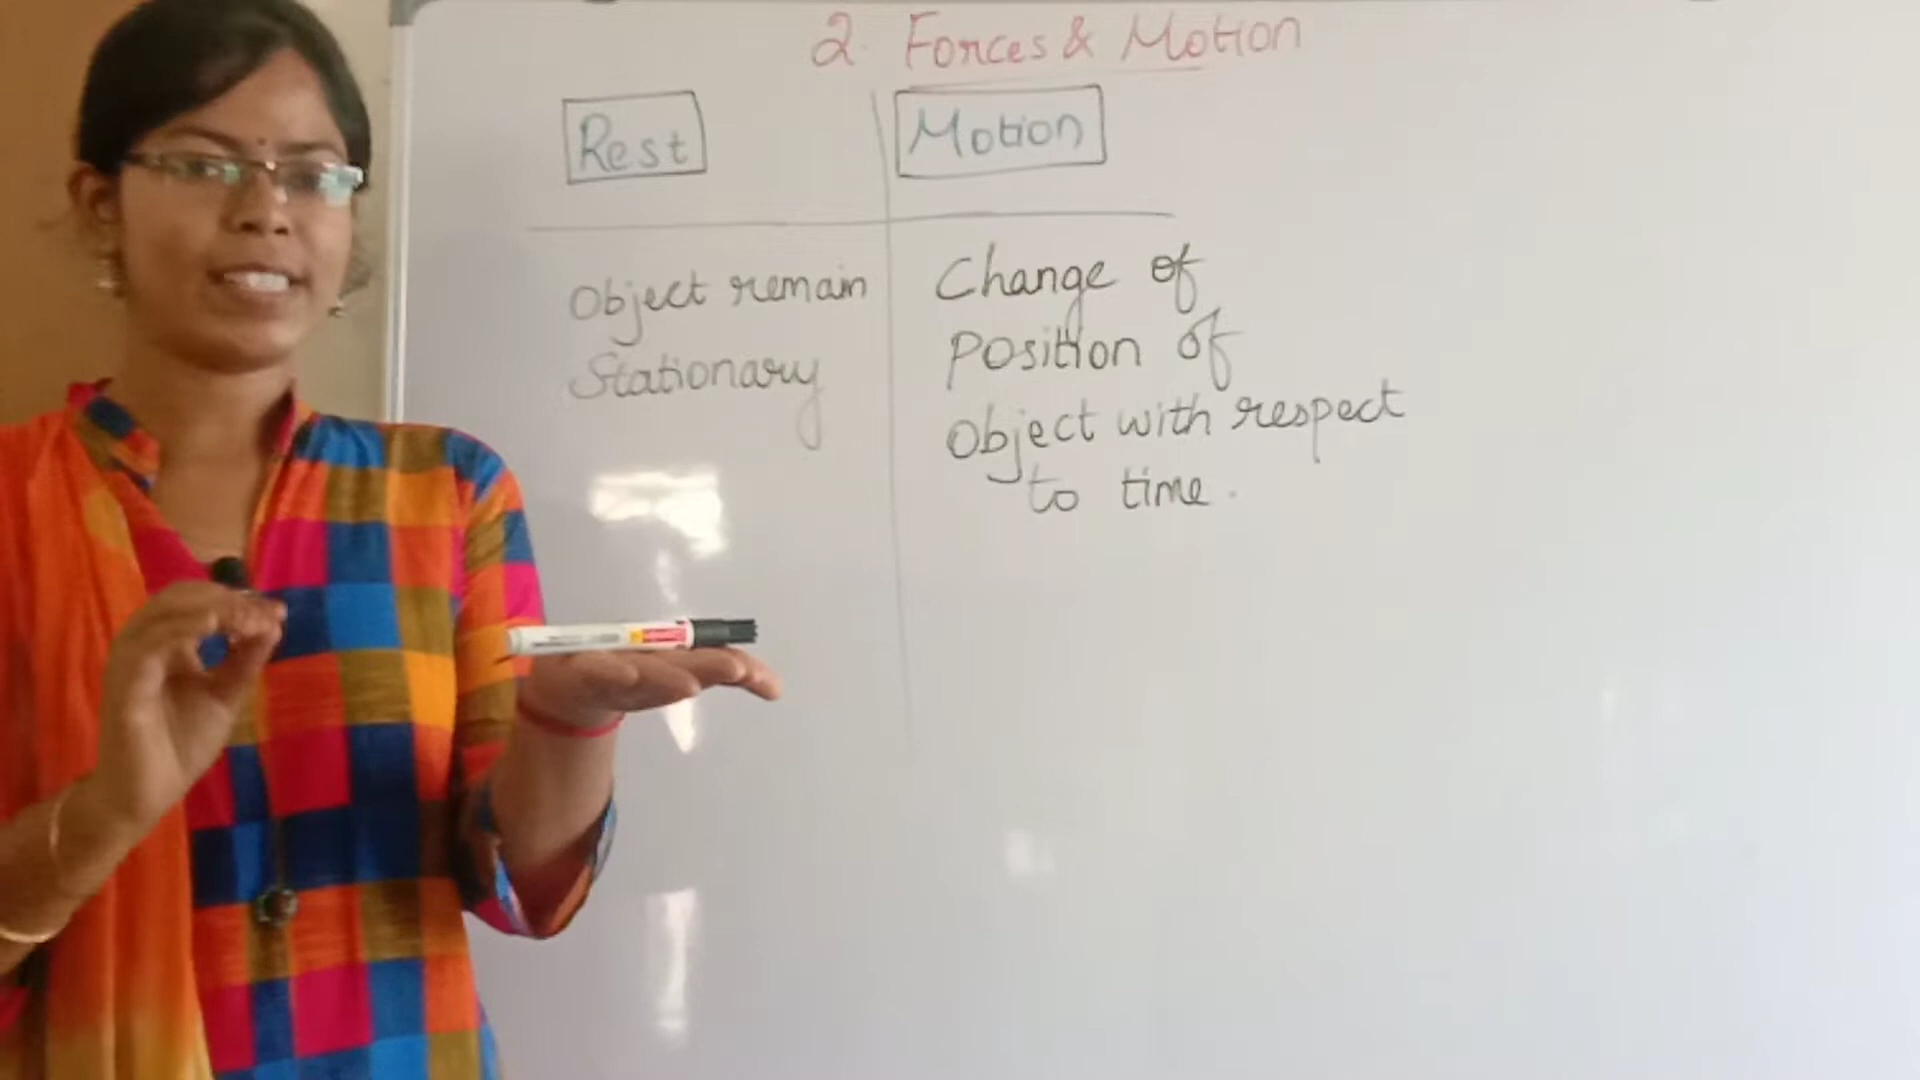 2. Forces & Motion
Rest
Motion
Object remain
Stationary
Change of
Position of
Object with respect
to time.